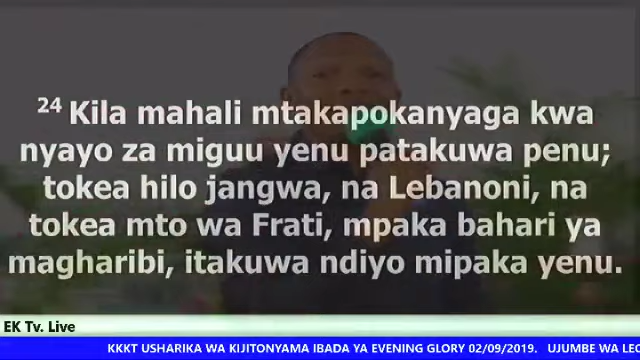 24 Kila mahali mtakapokanyaga kwa
nyayo za miguu yenu patakuwa penu;
tokea hilo jangwa, na Lebanoni, na
tokea mto wa Frati, mpaka bahari ya
magharibi, itakuwa ndiyo mipaka yenu.
EK Tv. Live
KKKT USHARIKA WA KIJITONYAMA IBADA YA EVENING GLORY 02/09/2019. UJUMBE WA LEO